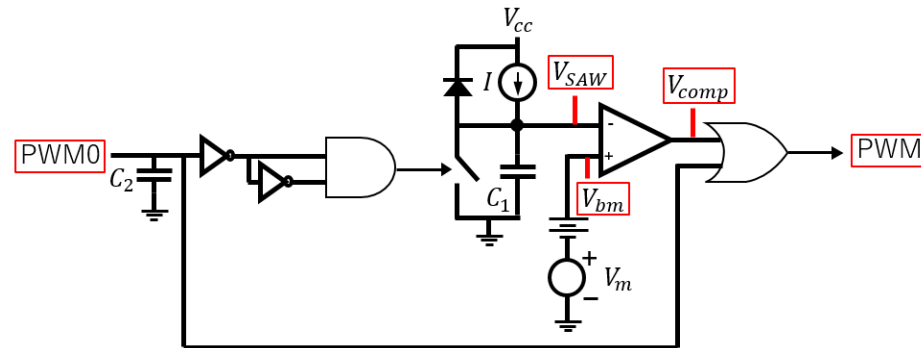 V_cc
I
V_SAW
V_comp
PWM0
PWM
C_2
C_1
-
+
V_bm
+
V_m
−